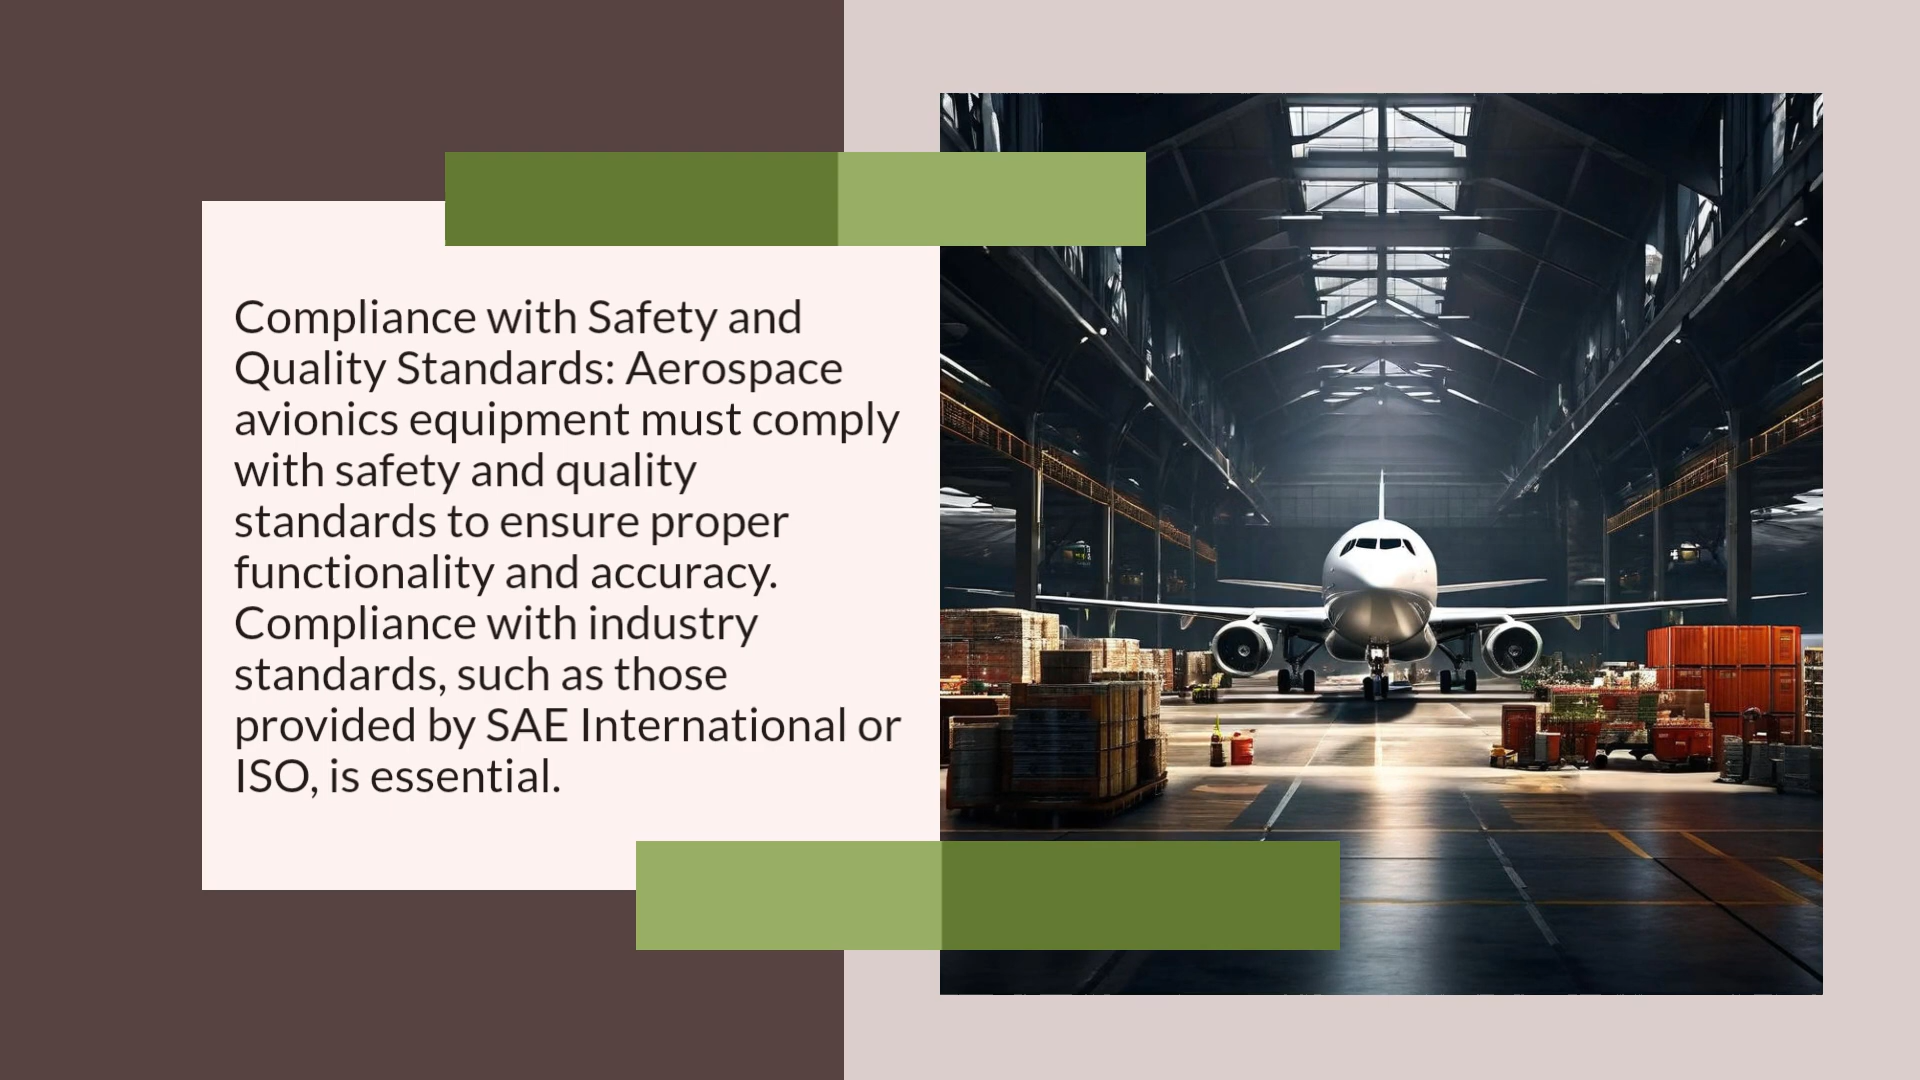 Compliance with Safety and
Quality Standards: Aerospace
avionics equipment must comply
with safety and quality
standards to ensure proper
functionality and accuracy.
Compliance with industry
standards, such as those
provided by SAE International or
ISO, is essential.